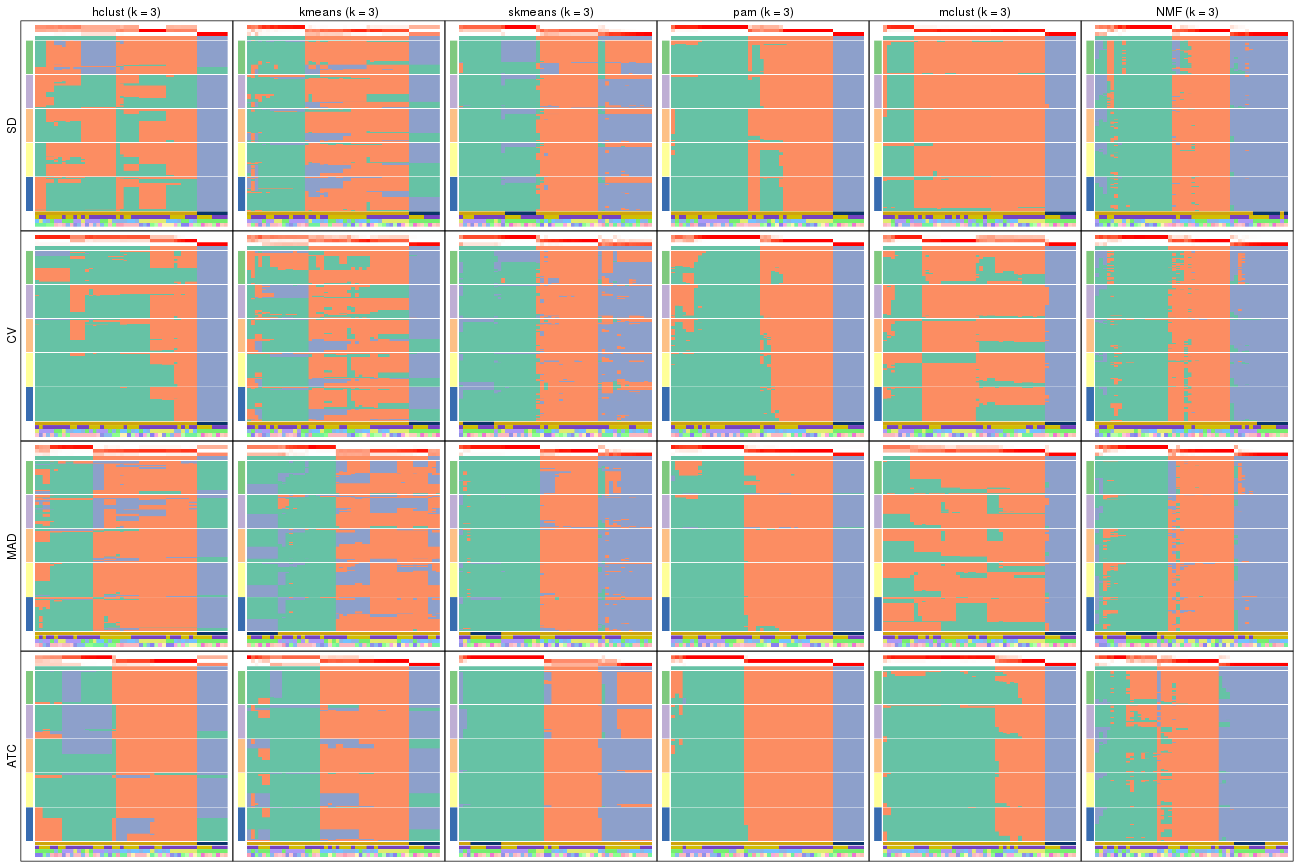 hclust (k = 3) kmeans (k = 3) skmeans (k = 3) pam (k = 3) mclust (k = 3) NMF (k = 3)
SD
CV
MAD
ATC